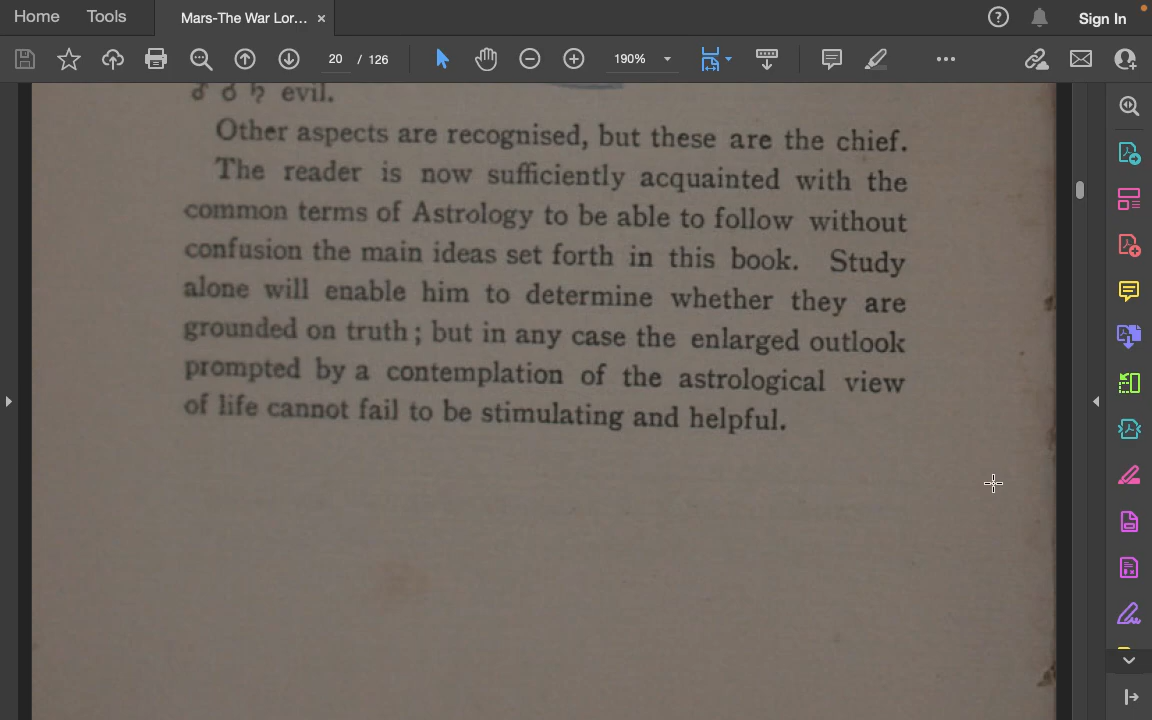 Home
Tools
Mars-The War Lor... ×
Sign In
20 / 126
190%
♂ ☌ ♄ evil.
Other aspects are recognised, but these are the chief.
The reader is now sufficiently acquainted with the
common terms of Astrology to be able to follow without
confusion the main ideas set forth in this book. Study
alone will enable him to determine whether they are
grounded on truth; but in any case the enlarged outlook
prompted by a contemplation of the astrological view
of life cannot fail to be stimulating and helpful.